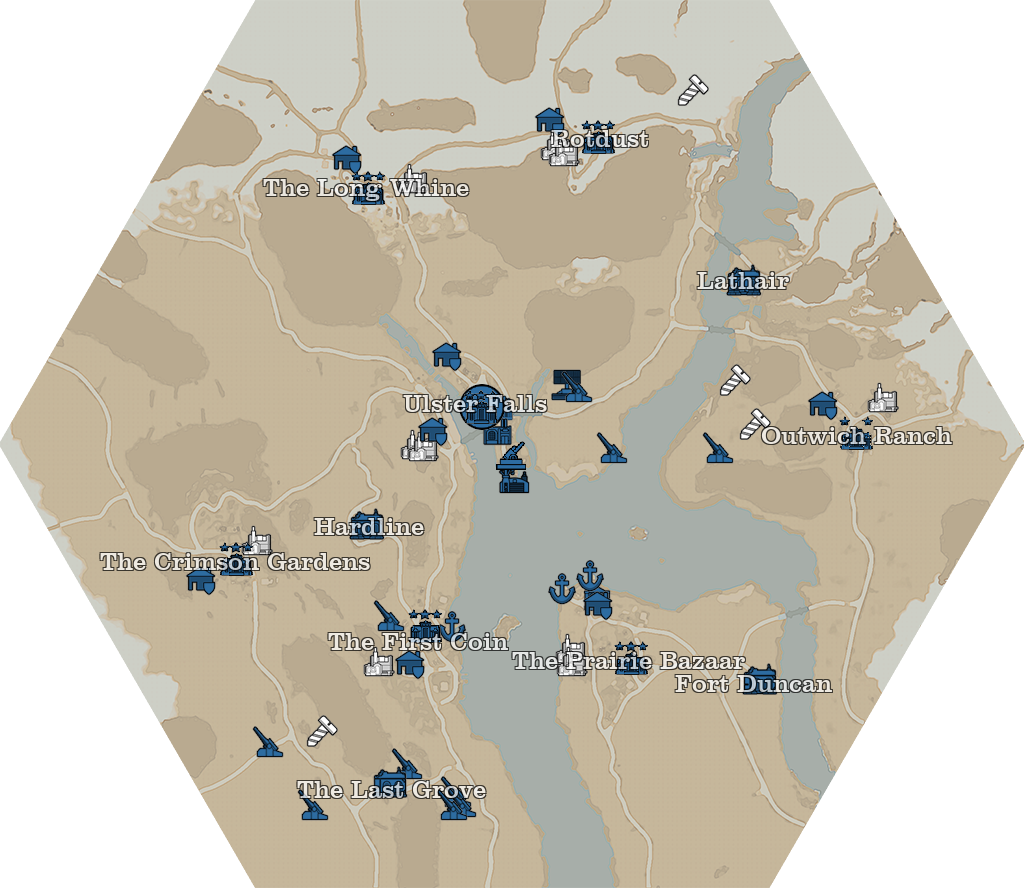 Rotdust
The Long Whine
Lathair
Ulster Falls
Outwich Ranch
Hardline
The Crimson Gardens
The First Coin
The Prairie Bazaar
Fort Duncan
The Last Grove